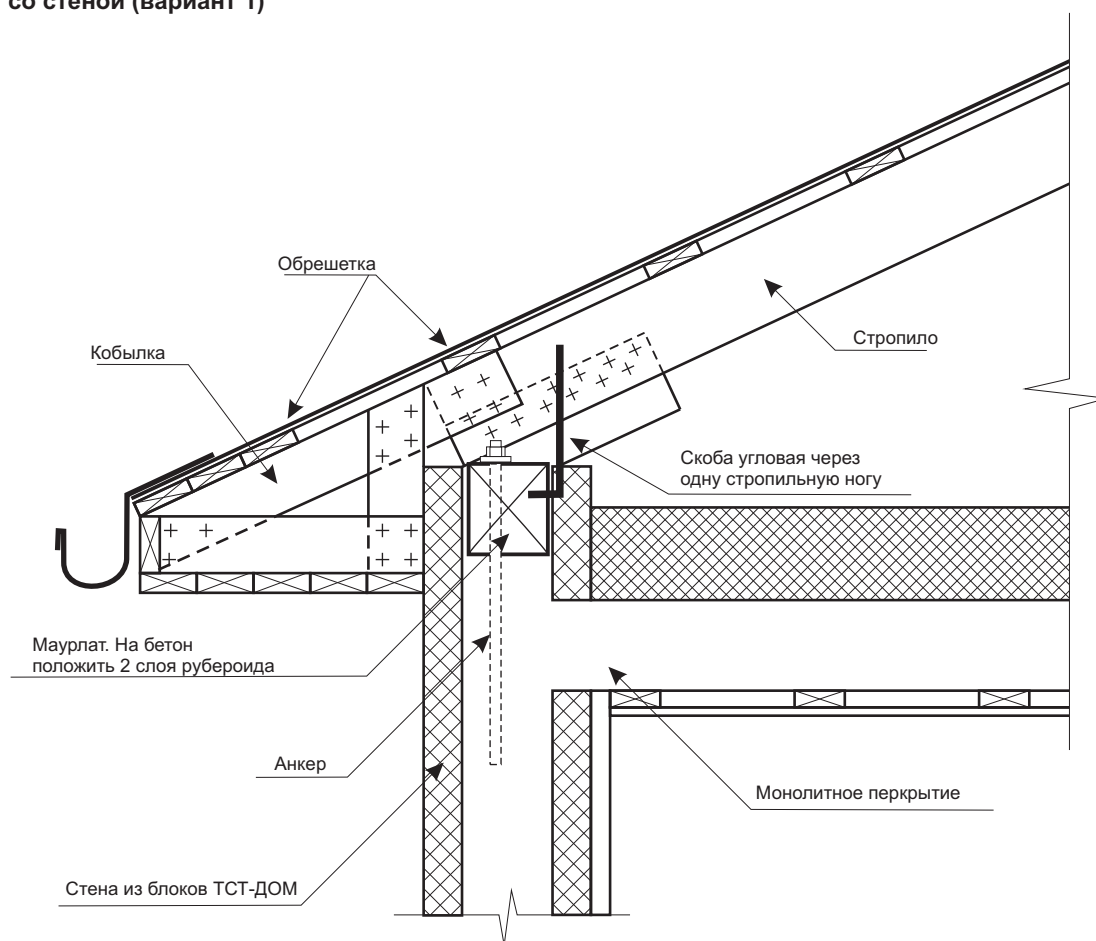 со стеной (вариант 1)
Обрешетка
Кобылка
Стропило
Скоба угловая через
одну стропильную ногу
Маурлат. На бетон
положить 2 слоя рубероида
Анкер
Монолитное перкрытие
Стена из блоков ТСТ-ДОМ